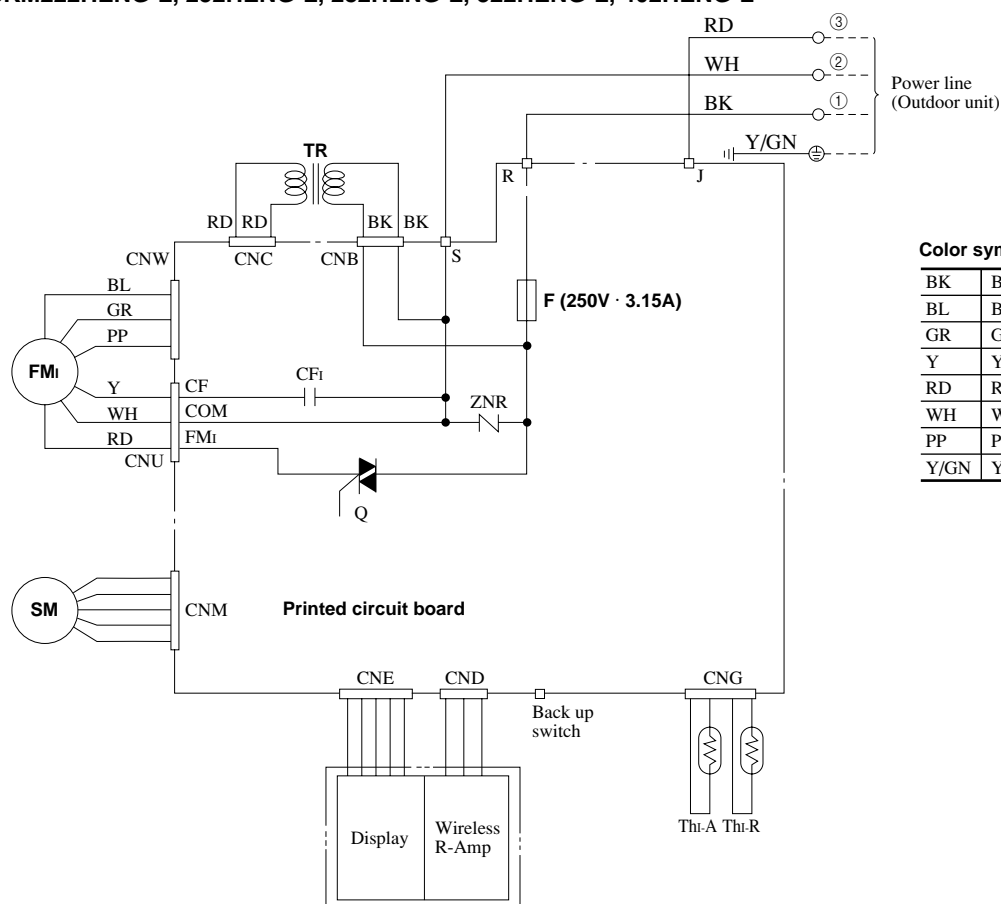 RD ③
WH ②
BK ①
Y/GN
Power line
(Outdoor unit)
TR
R
J
RD RD
BK BK
CNW
CNC
CNB
S
BL
GR
PP
FMI
F (250V · 3.15A)
Y
CF
CFI
WH
COM
ZNR
RD
FMI
CNU
Q
SM
CNM
Printed circuit board
CNE
CND
CNG
Back up
switch
ThI-A ThI-R
Display
Wireless
R-Amp
BK
BL
GR
Y
RD
WH
PP
Y/GN
Color